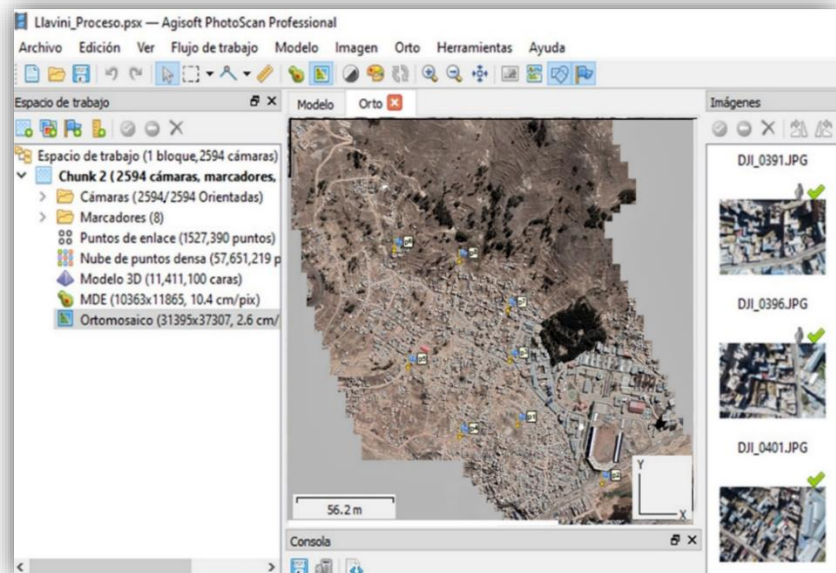 Llavini_Proceso.psx — Agisoft PhotoScan Professional
Archivo Edición Ver Flujo de trabajo Modelo Imagen Orto Herramientas Ayuda
Espacio de trabajo
Modelo Orto
Imágenes
Espacio de trabajo (1 bloque,2594 cámaras)
Chunk 2 (2594 cámaras, marcadores,
Cámaras (2594/2594 Orientadas)
Marcadores (8)
Puntos de enlace (1527,390 puntos)
Nube de puntos densa (57,651,219 p
Modelo 3D (11,411,100 caras)
MDE (10363x11865, 10.4 cm/pix)
Ortomosaico (31395x37307, 2.6 cm/
DJI_0391.JPG
DJI_0396.JPG
DJI_0401.JPG
56.2 m
Y
X
Consola